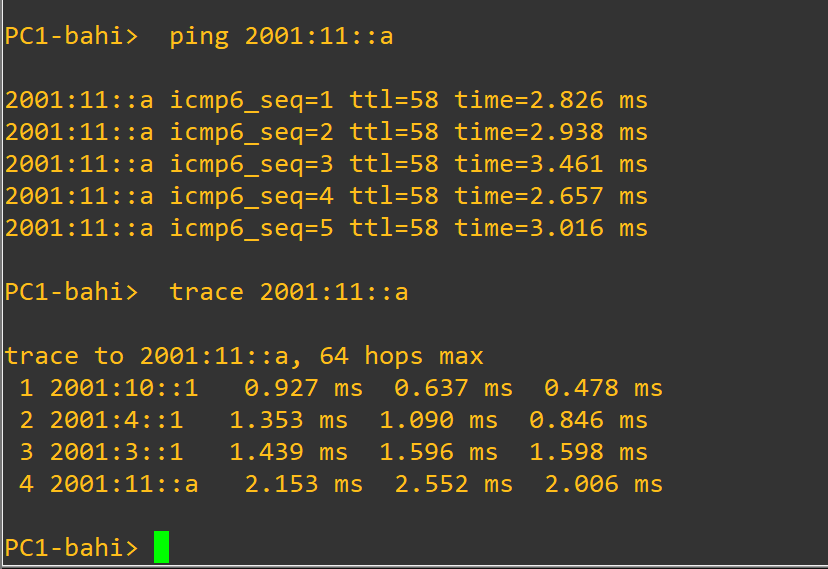 PC1-bahi>  ping 2001:11::a
2001:11::a icmp6_seq=1 ttl=58 time=2.826 ms
2001:11::a icmp6_seq=2 ttl=58 time=2.938 ms
2001:11::a icmp6_seq=3 ttl=58 time=3.461 ms
2001:11::a icmp6_seq=4 ttl=58 time=2.657 ms
2001:11::a icmp6_seq=5 ttl=58 time=3.016 ms
PC1-bahi>  trace 2001:11::a
trace to 2001:11::a, 64 hops max
 1 2001:10::1   0.927 ms  0.637 ms  0.478 ms
 2 2001:4::1   1.353 ms  1.090 ms  0.846 ms
 3 2001:3::1   1.439 ms  1.596 ms  1.598 ms
 4 2001:11::a   2.153 ms  2.552 ms  2.006 ms
PC1-bahi>